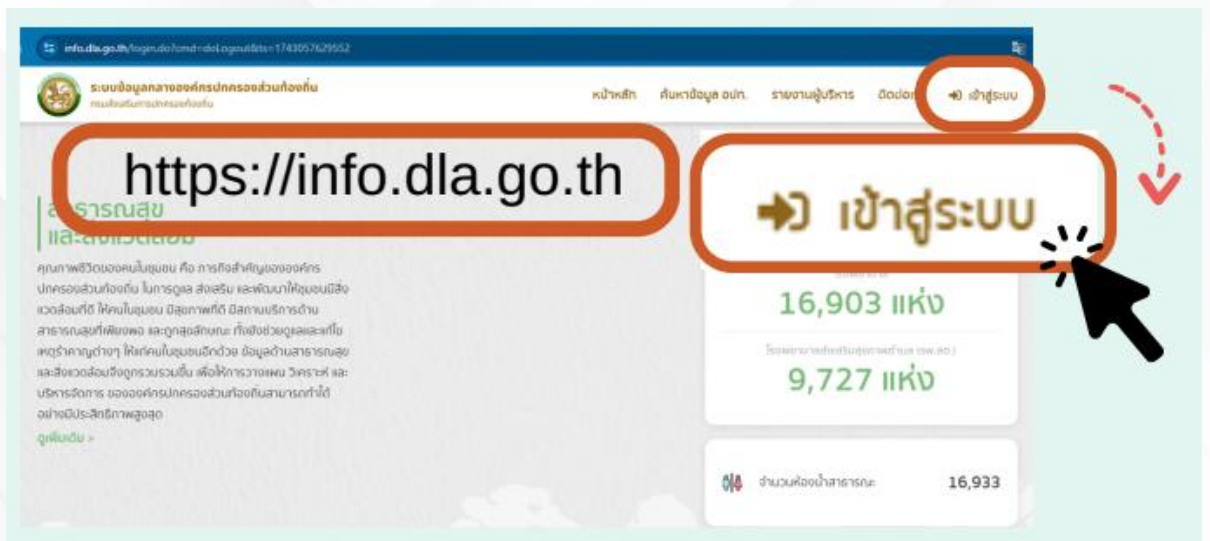 info.dla.go.th/login.do?cmd=doLogout&ts=1743057629552
ระบบข้อมูลกลางองค์กรปกครองส่วนท้องถิ่น
กรมส่งเสริมการปกครองท้องถิ่น
หน้าหลัก ค้นหาข้อมูล อปท. รายงานผู้บริหาร ติดต่อ เข้าสู่ระบบ
https://info.dla.go.th
เข้าสู่ระบบ
สาธารณสุข
และสิ่งแวดล้อม
คุณภาพชีวิตของคนในชุมชน คือ ภารกิจสำคัญขององค์กร
ปกครองส่วนท้องถิ่น ในการดูแล ส่งเสริม และพัฒนาให้ชุมชนมีสิ่ง
แวดล้อมที่ดี ให้คนในชุมชน มีสุขภาพที่ดี มีสถานบริการด้าน
สาธารณสุขที่เพียงพอ และถูกสุขลักษณะ ทั้งยังช่วยดูแลและแก้ไข
เหตุรำคาญต่างๆ ให้แก่คนในชุมชนอีกด้วย ข้อมูลด้านสาธารณสุข
และสิ่งแวดล้อมจึงถูกรวบรวมขึ้น เพื่อให้การวางแผน วิเคราะห์ และ
บริหารจัดการ ขององค์กรปกครองส่วนท้องถิ่นสามารถทำได้
อย่างมีประสิทธิภาพสูงสุด
ดูเพิ่มเติม »
16,903 แห่ง
โรงพยาบาลส่งเสริมสุขภาพตำบล (รพ.สต.)
9,727 แห่ง
จำนวนห้องน้ำสาธารณะ 16,933